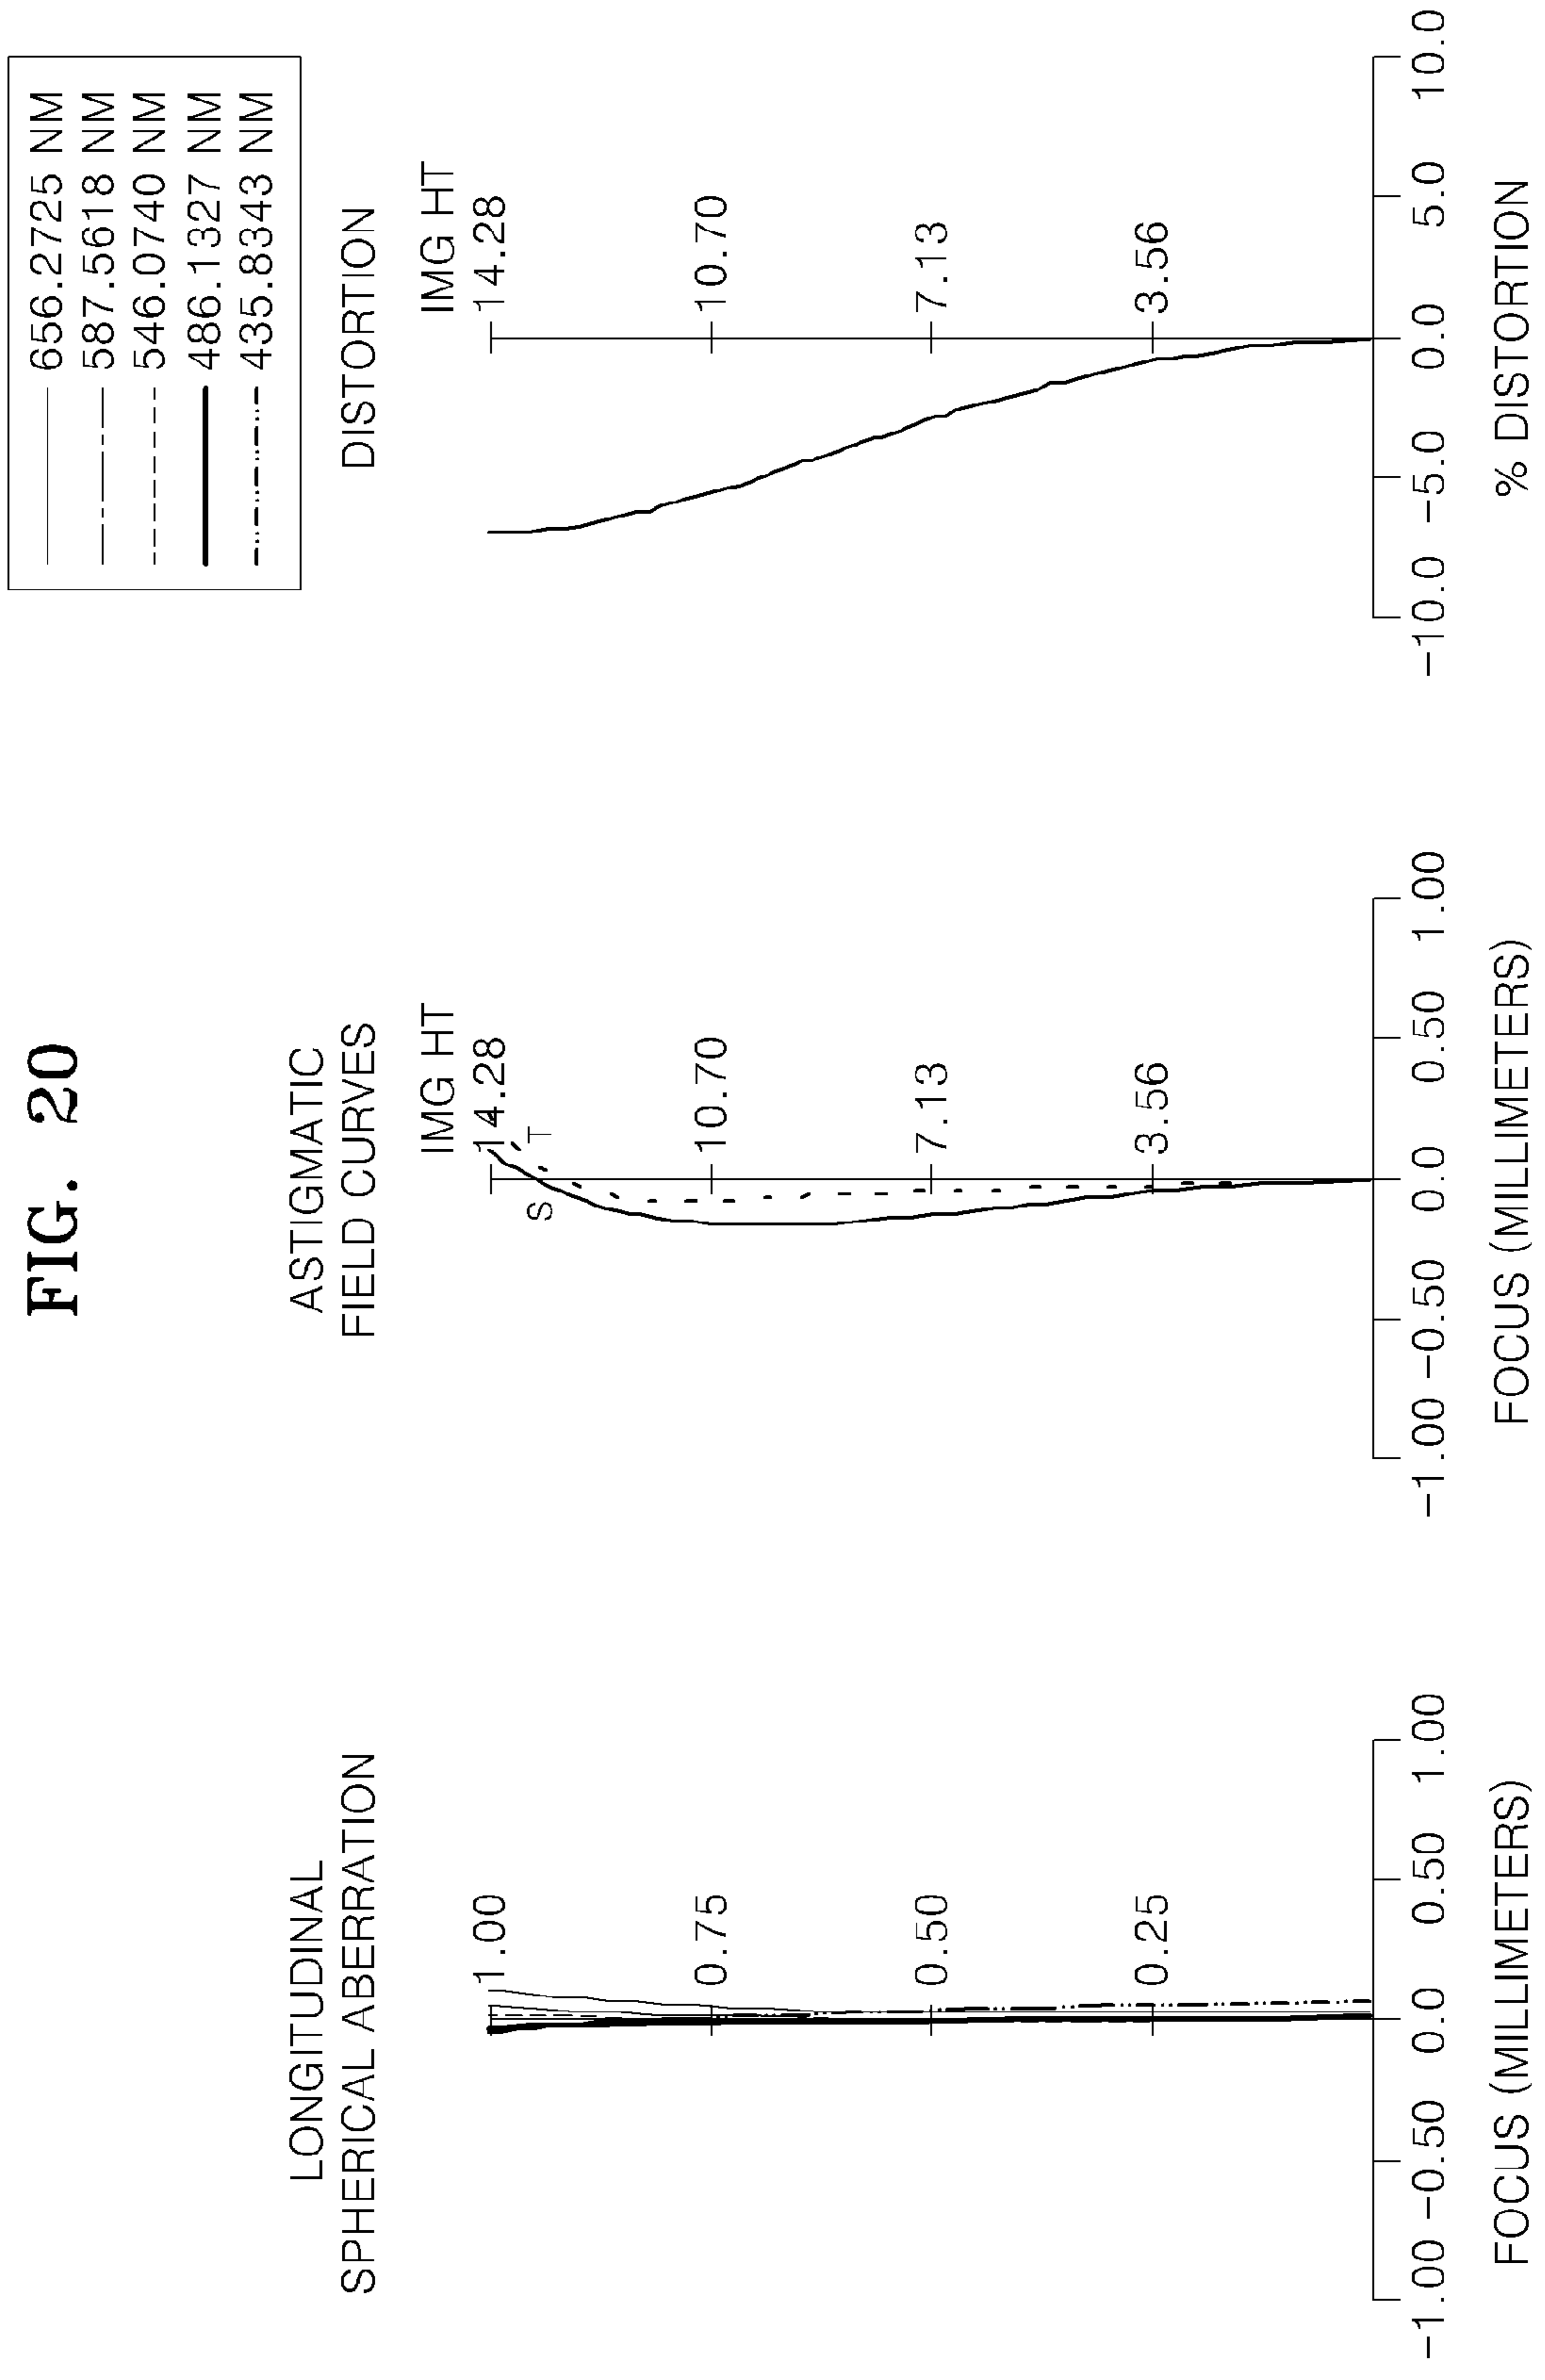 FIG. 20
656.2725 NM
587.5618 NM
546.0740 NM
486.1327 NM
435.8343 NM
LONGITUDINAL
SPHERICAL ABERRATION
1.00
0.75
0.50
0.25
-1.00 -0.50 0.0 0.50 1.00
FOCUS (MILLIMETERS)
ASTIGMATIC
FIELD CURVES
IMG HT
14.28
S T
10.70
7.13
3.56
-1.00 -0.50 0.0 0.50 1.00
FOCUS (MILLIMETERS)
DISTORTION
IMG HT
14.28
10.70
7.13
3.56
-10.0 -5.0 0.0 5.0 10.0
% DISTORTION